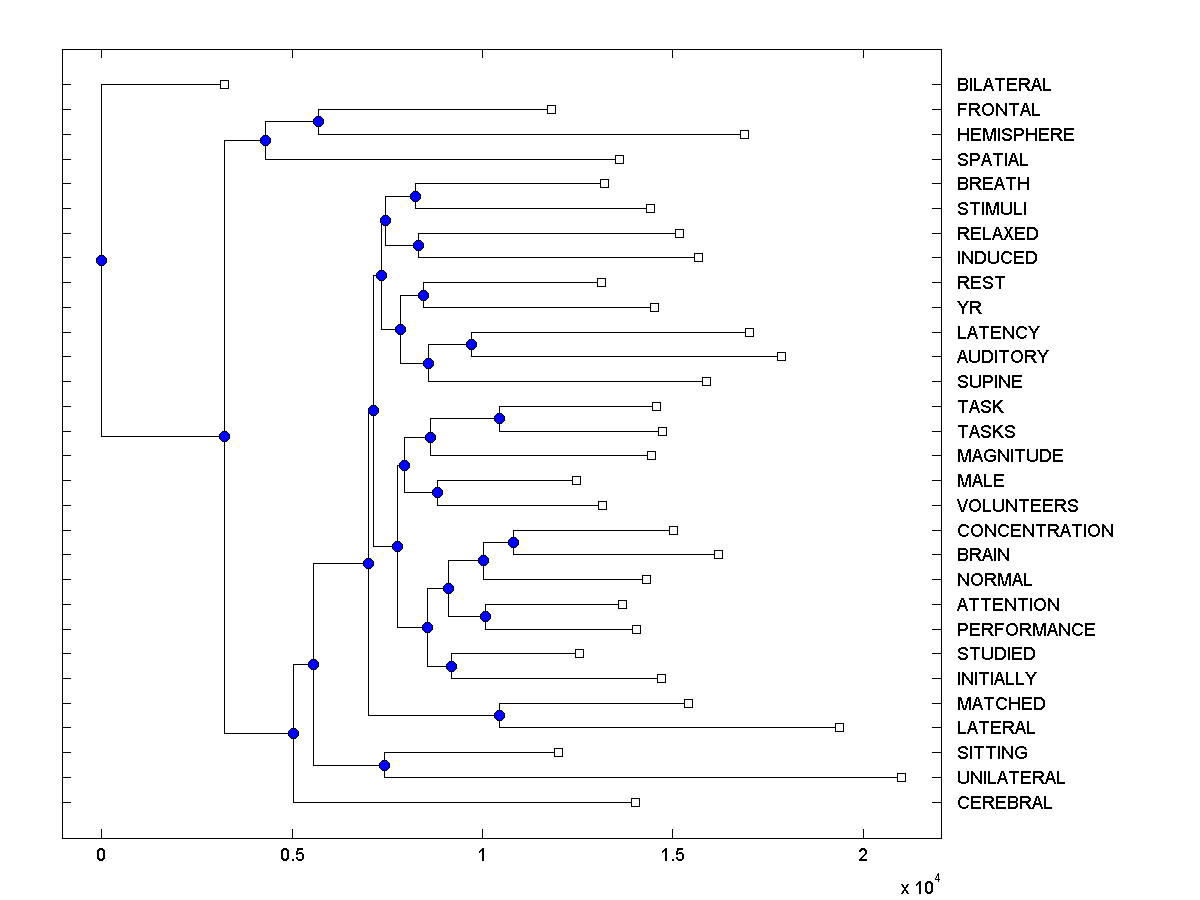 BILATERAL
FRONTAL
HEMISPHERE
SPATIAL
BREATH
STIMULI
RELAXED
INDUCED
REST
YR
LATENCY
AUDITORY
SUPINE
TASK
TASKS
MAGNITUDE
MALE
VOLUNTEERS
CONCENTRATION
BRAIN
NORMAL
ATTENTION
PERFORMANCE
STUDIED
INITIALLY
MATCHED
LATERAL
SITTING
UNILATERAL
CEREBRAL
0 0.5 1 1.5 2
x 10^4